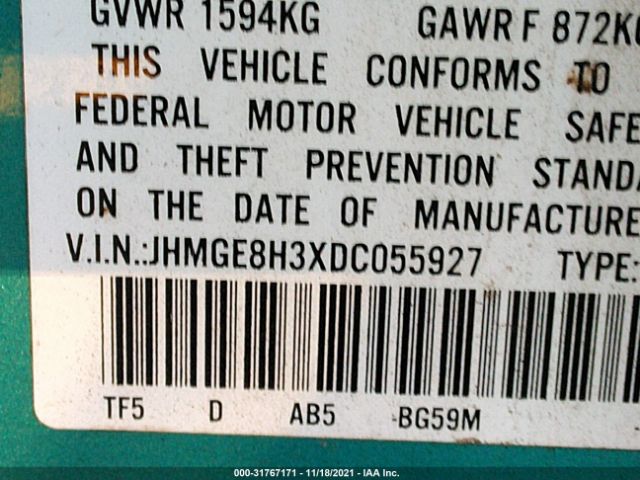 GVWR 1594KG GAWR F 872KG
THIS VEHICLE CONFORMS TO
FEDERAL MOTOR VEHICLE SAFE
AND THEFT PREVENTION STANDA
ON THE DATE OF MANUFACTURE
V.I.N.:JHMGE8H3XDC055927 TYPE:
TF5 D AB5 -BG59M
000-31767171 - 11/18/2021 - IAA Inc.